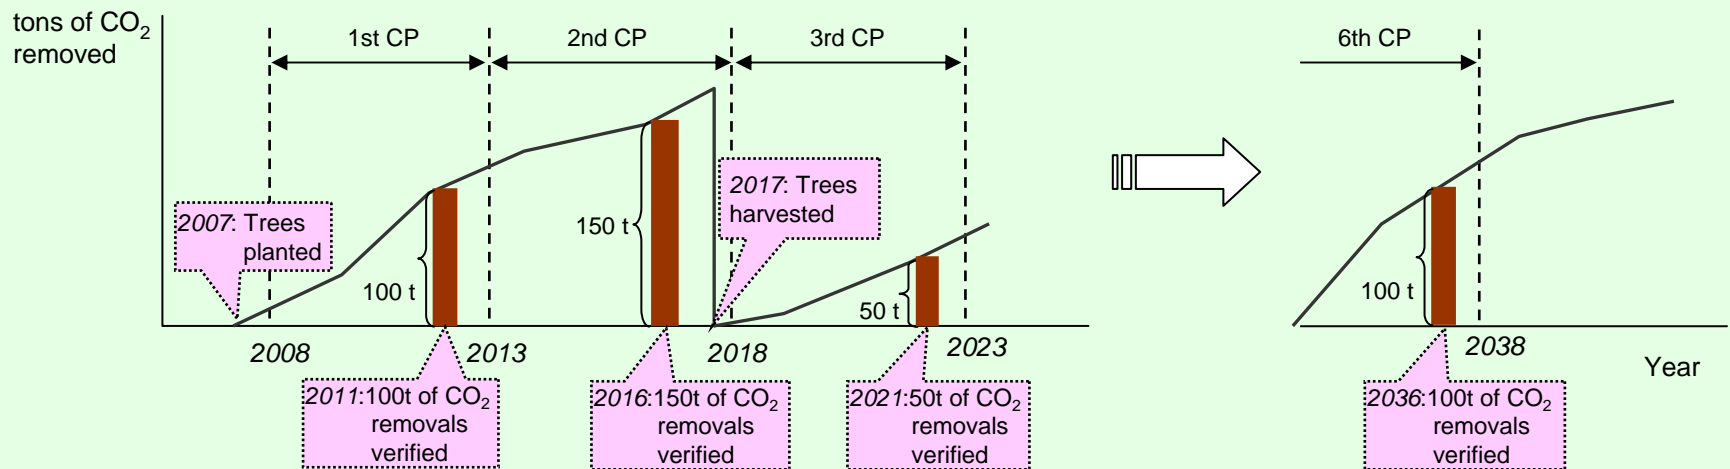 tons of CO2
removed
1st CP
2nd CP
3rd CP
6th CP
2007: Trees
planted
2017: Trees
harvested
100 t
150 t
50 t
100 t
2008
2013
2018
2023
2038
Year
2011:100t of CO2
removals
verified
2016:150t of CO2
removals
verified
2021:50t of CO2
removals
verified
2036:100t of CO2
removals
verified